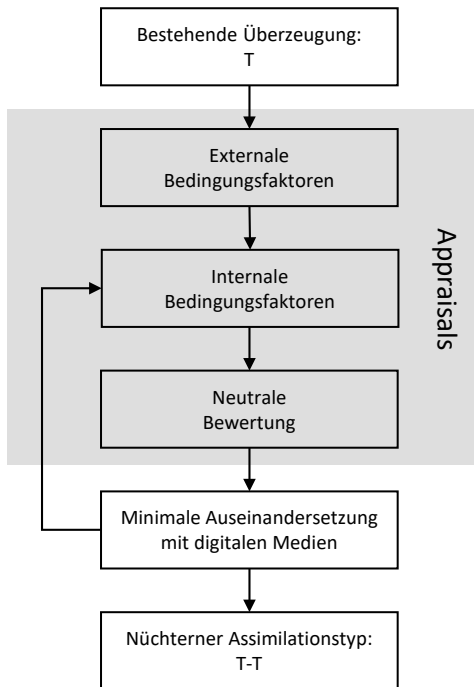 Bestehende Überzeugung:
T
Externale
Bedingungsfaktoren
Internale
Bedingungsfaktoren
Appraisals
Neutrale
Bewertung
Minimale Auseinandersetzung
mit digitalen Medien
Nüchterner Assimilationstyp:
T-T